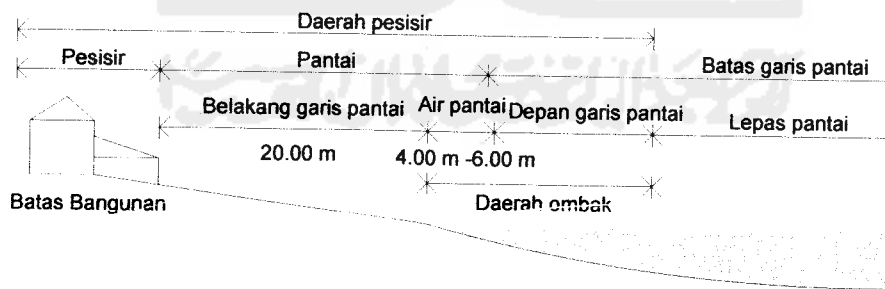 Daerah pesisir
Pesisir
Pantai
Batas garis pantai
Belakang garis pantai
Air pantai
Depan garis pantai
Lepas pantai
20.00 m
4.00 m -6.00 m
Batas Bangunan
Daerah ombak